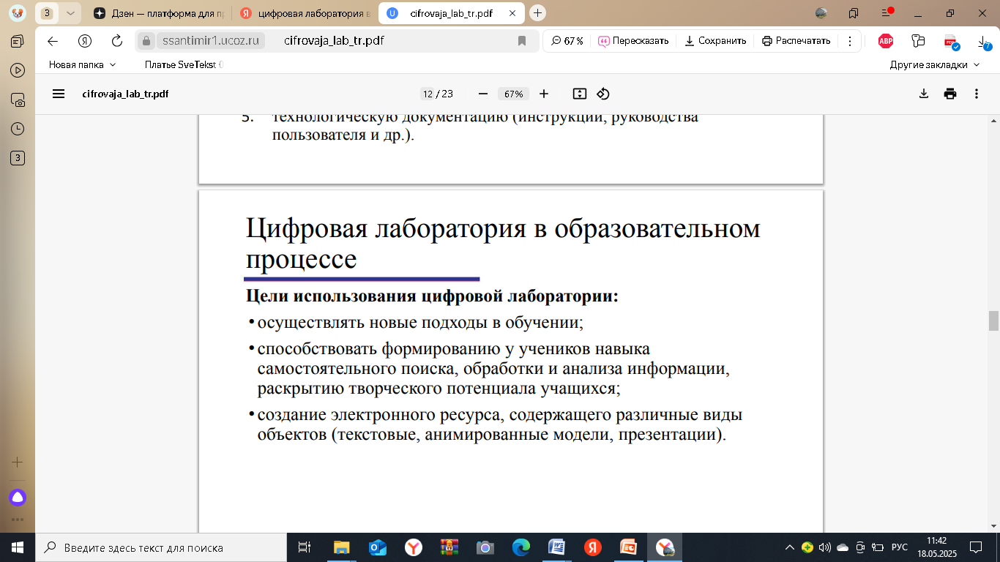 3
Дзен — платформа для пр
цифровая лаборатория в
cifrovaja_lab_tr.pdf
ssantimir1.ucoz.ru
cifrovaja_lab_tr.pdf
67 %
Пересказать
Сохранить
Распечатать
ABP
7
Новая папка
Платье SveTekst
Другие закладки
cifrovaja_lab_tr.pdf
12 / 23
67%
3
5. технологическую документацию (инструкции, руководства
пользователя и др.).
Цифровая лаборатория в образовательном
процессе
Цели использования цифровой лаборатории:
• осуществлять новые подходы в обучении;
• способствовать формированию у учеников навыка
самостоятельного поиска, обработки и анализа информации,
раскрытию творческого потенциала учащихся;
• создание электронного ресурса, содержащего различные виды
объектов (текстовые, анимированные модели, презентации).
Введите здесь текст для поиска
РУС
11:42
18.05.2025